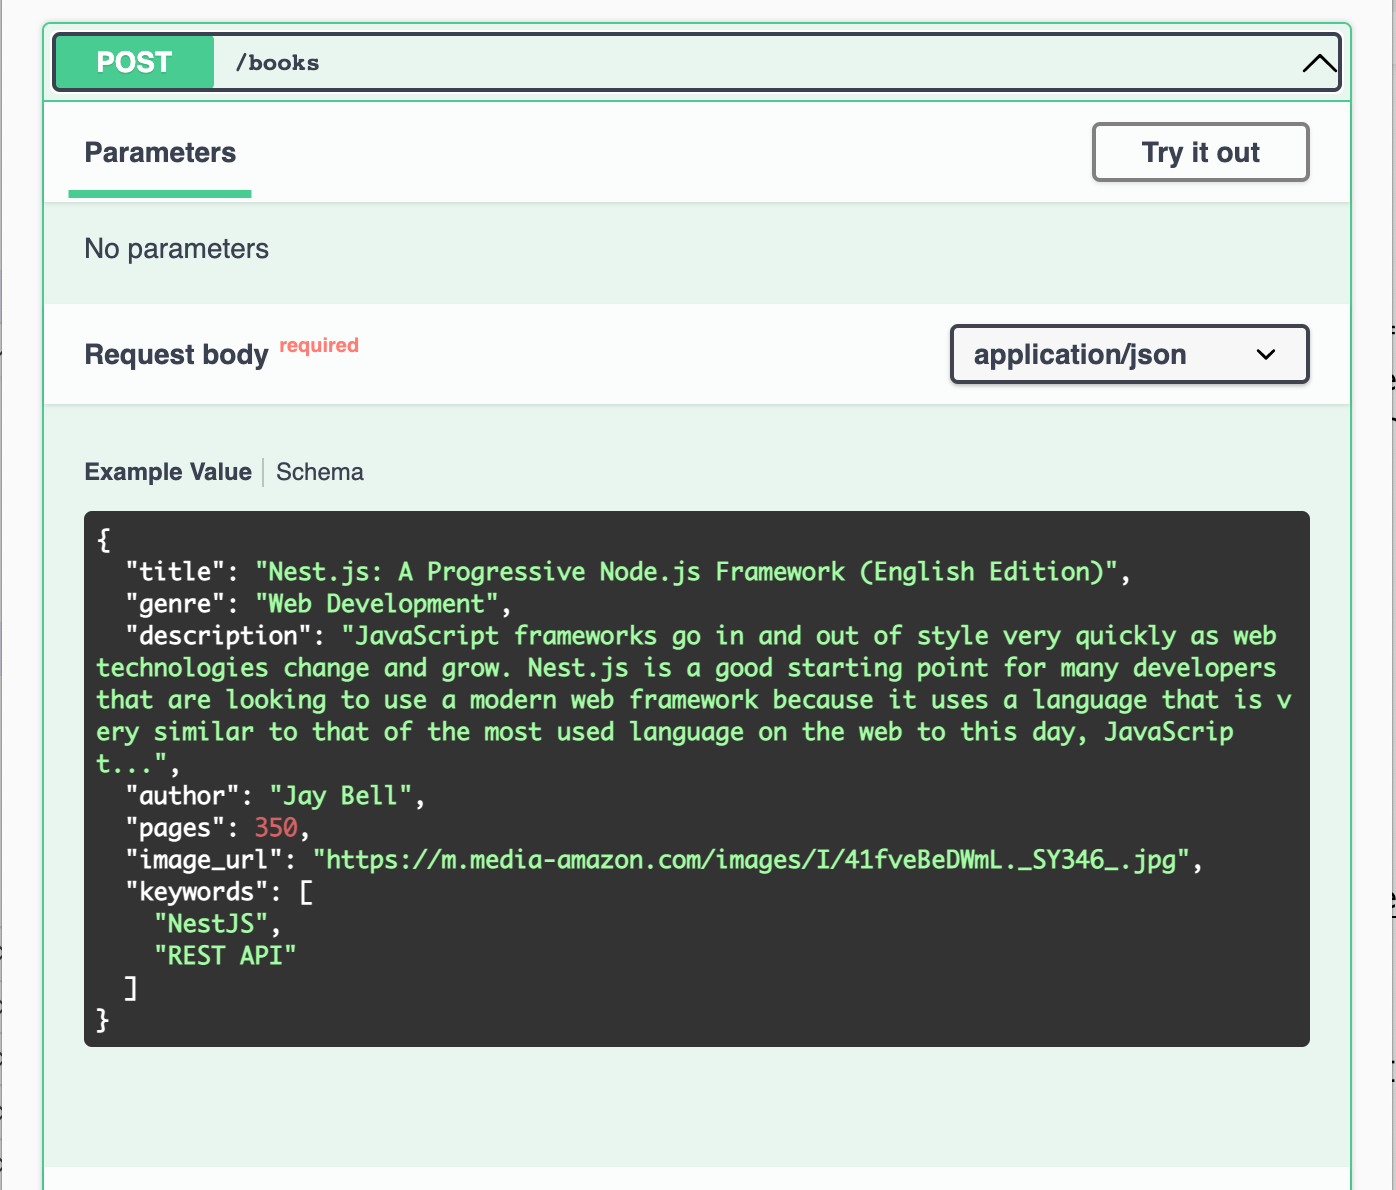 POST /books
Parameters
Try it out
No parameters
Request body required
application/json
Example Value Schema
{
"title": "Nest.js: A Progressive Node.js Framework (English Edition)",
"genre": "Web Development",
"description": "JavaScript frameworks go in and out of style very quickly as web
technologies change and grow. Nest.js is a good starting point for many developers
that are looking to use a modern web framework because it uses a language that is v
ery similar to that of the most used language on the web to this day, JavaScrip
t...",
"author": "Jay Bell",
"pages": 350,
"image_url": "https://m.media-amazon.com/images/I/41fveBeDWmL._SY346_.jpg",
"keywords": [
"NestJS",
"REST API"
]
}